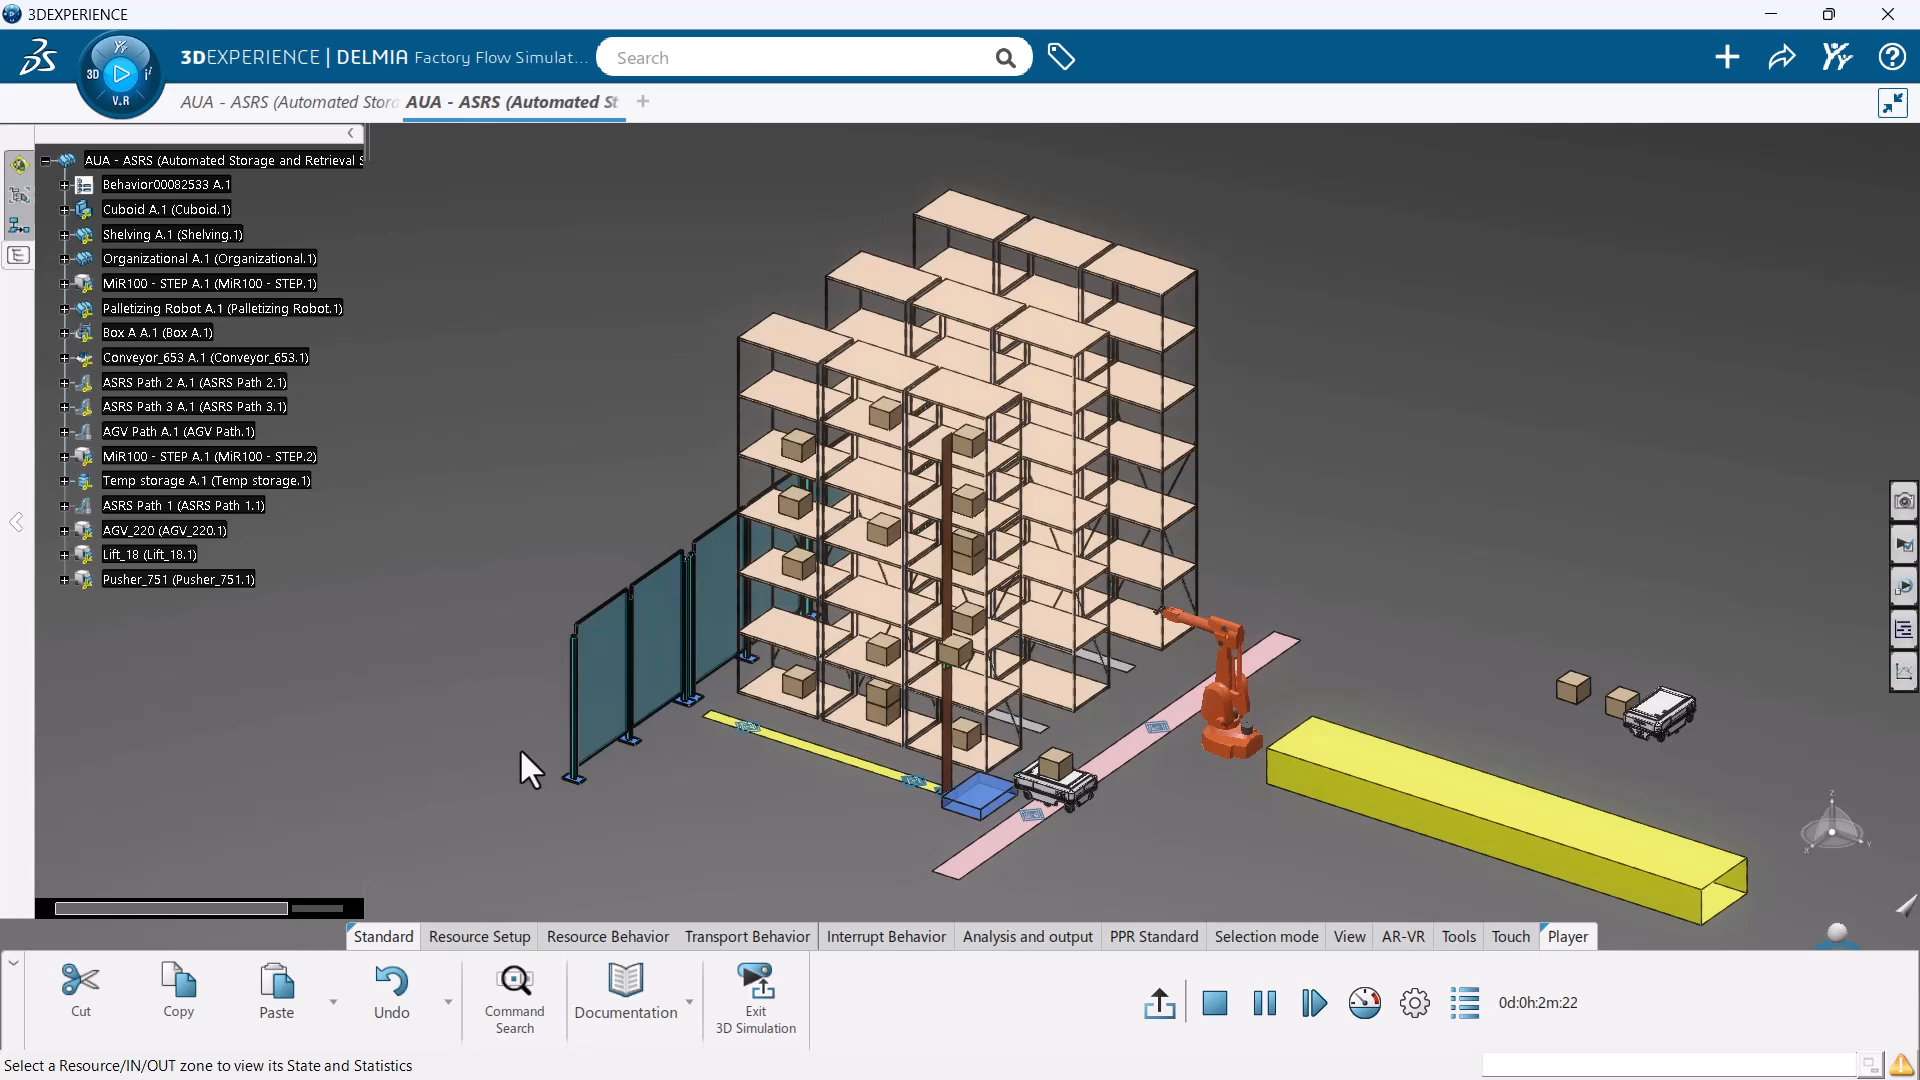 3DEXPERIENCE
3DEXPERIENCE | DELMIA Factory Flow Simulat...
Search
3D
V.R
AUA - ASRS (Automated Stora
AUA - ASRS (Automated St
AUA - ASRS (Automated Storage and Retrieval S
Behavior00082533 A.1
Cuboid A.1 (Cuboid.1)
Shelving A.1 (Shelving.1)
Organizational A.1 (Organizational.1)
MiR100 - STEP A.1 (MiR100 - STEP.1)
Palletizing Robot A.1 (Palletizing Robot.1)
Box A A.1 (Box A.1)
Conveyor_653 A.1 (Conveyor_653.1)
ASRS Path 2 A.1 (ASRS Path 2.1)
ASRS Path 3 A.1 (ASRS Path 3.1)
AGV Path A.1 (AGV Path.1)
MiR100 - STEP A.1 (MiR100 - STEP.2)
Temp storage A.1 (Temp storage.1)
ASRS Path 1 (ASRS Path 1.1)
AGV_220 (AGV_220.1)
Lift_18 (Lift_18.1)
Pusher_751 (Pusher_751.1)
Standard
Resource Setup
Resource Behavior
Transport Behavior
Interrupt Behavior
Analysis and output
PPR Standard
Selection mode
View
AR-VR
Tools
Touch
Player
Cut
Copy
Paste
Undo
Command
Search
Documentation
Exit
3D Simulation
0d:0h:2m:22
Select a Resource/IN/OUT zone to view its State and Statistics